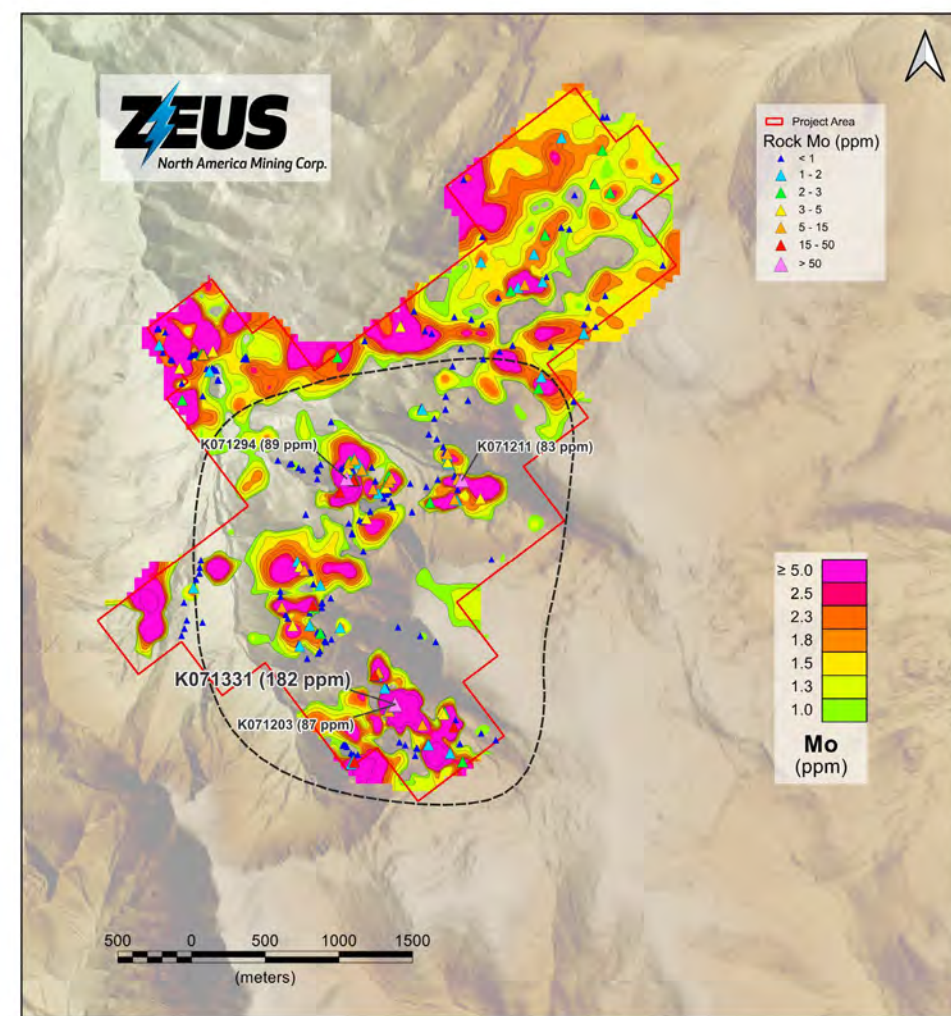 ZEUS
North America Mining Corp.
Project Area
Rock Mo (ppm)
< 1
1 - 2
2 - 3
3 - 5
5 - 15
15 - 50
> 50
K071294 (89 ppm)
K071211 (83 ppm)
K071331 (182 ppm)
K071203 (87 ppm)
≥ 5.0
2.5
2.3
1.8
1.5
1.3
1.0
Mo
(ppm)
500 0 500 1000 1500
(meters)